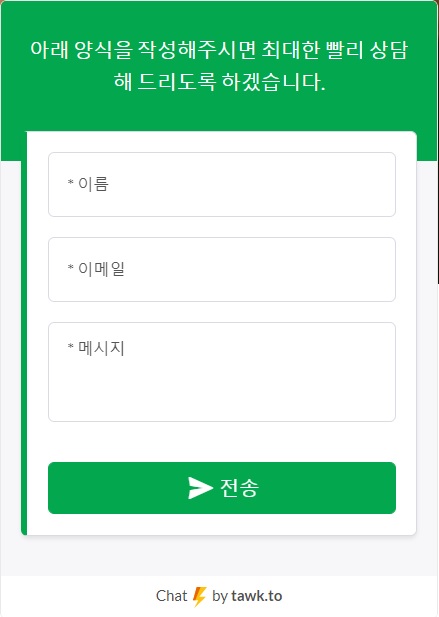 아래 양식을 작성해주시면 최대한 빨리 상담
해 드리도록 하겠습니다.
* 이름
* 이메일
* 메시지
전송
Chat by tawk.to